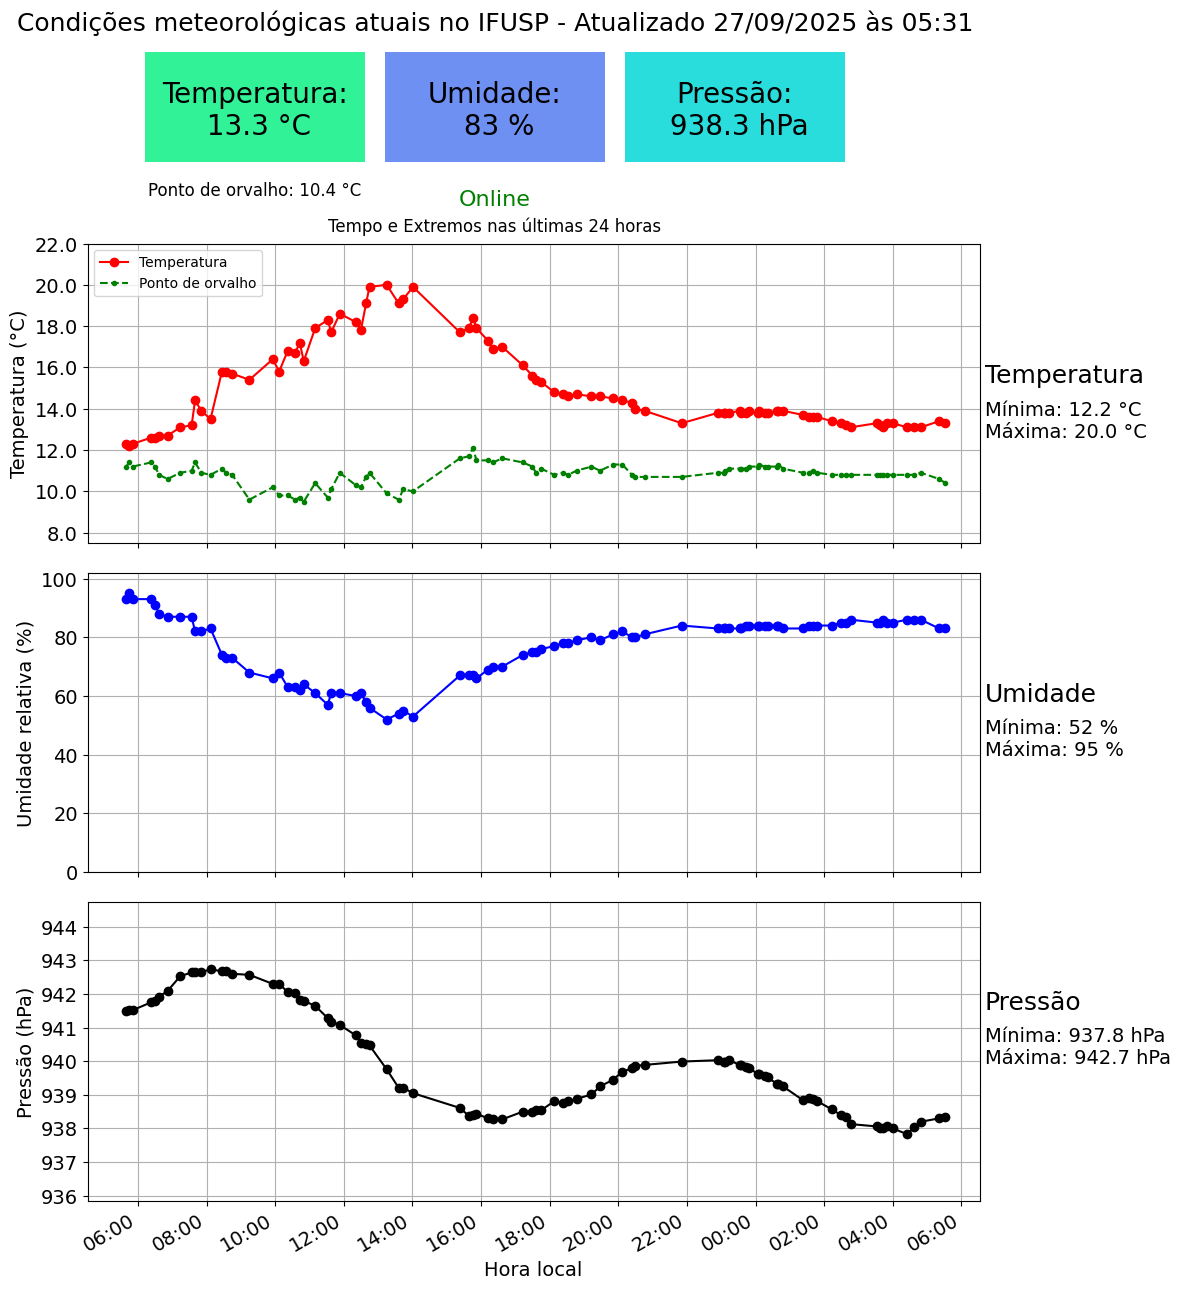 Condições meteorológicas atuais no IFUSP - Atualizado 27/09/2025 às 05:31
Temperatura:
13.3 °C
Umidade:
83 %
Pressão:
938.3 hPa
Ponto de orvalho: 10.4 °C
Online
Tempo e Extremos nas últimas 24 horas
Temperatura (°C)
22.0
20.0
18.0
16.0
14.0
12.0
10.0
8.0
Temperatura
Ponto de orvalho
Temperatura
Mínima: 12.2 °C
Máxima: 20.0 °C
Umidade relativa (%)
100
80
60
40
20
0
Umidade
Mínima: 52 %
Máxima: 95 %
Pressão (hPa)
944
943
942
941
940
939
938
937
936
Pressão
Mínima: 937.8 hPa
Máxima: 942.7 hPa
06:00
08:00
10:00
12:00
14:00
16:00
18:00
20:00
22:00
00:00
02:00
04:00
06:00
Hora local